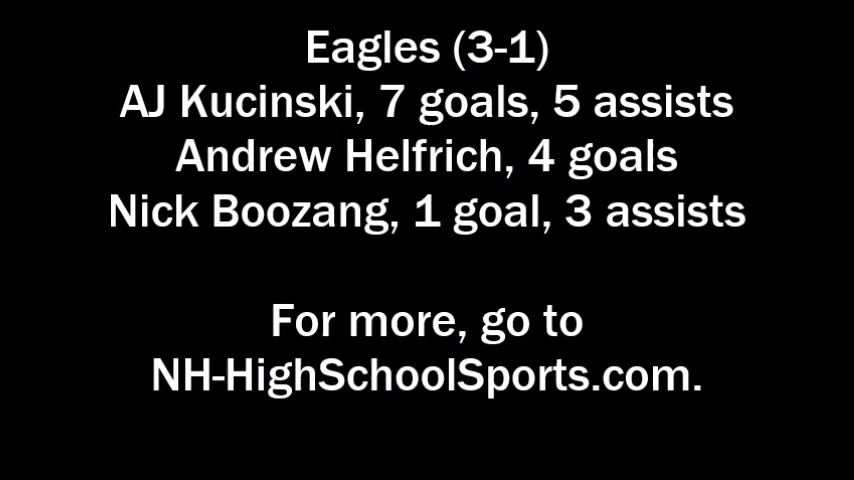 Eagles (3-1)
AJ Kucinski, 7 goals, 5 assists
Andrew Helfrich, 4 goals
Nick Boozang, 1 goal, 3 assists
For more, go to
NH-HighSchoolSports.com.